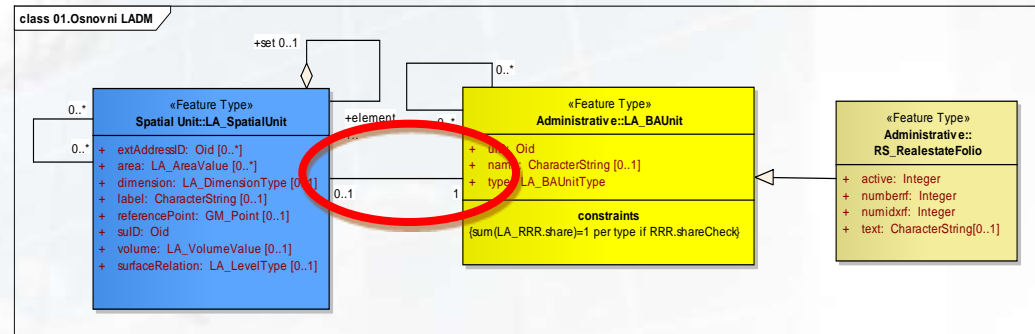 class 01.Osnovni LADM
+set 0..1
0..*
0..*
«Feature Type»
Spatial Unit::LA_SpatialUnit
+ extAddressID: Oid [0..*]
+ area: LA_AreaValue [0..*]
+ dimension: LA_DimensionType [0..1]
+ label: CharacterString [0..1]
+ referencePoint: GM_Point [0..1]
+ suID: Oid
+ volume: LA_VolumeValue [0..1]
+ surfaceRelation: LA_LevelType [0..1]
+element
0..1
1
0..*
0..*
«Feature Type»
Administrative::LA_BAUnit
+ Oid
+ name: CharacterString [0..1]
+ type: LA_BAUnitType
constraints
{sum(LA_RRR.share)=1 per type if RRR.shareCheck}
«Feature Type»
Administrative::
RS_RealestateFolio
+ active: Integer
+ numberrf: Integer
+ numidxrf: Integer
+ text: CharacterString[0..1]